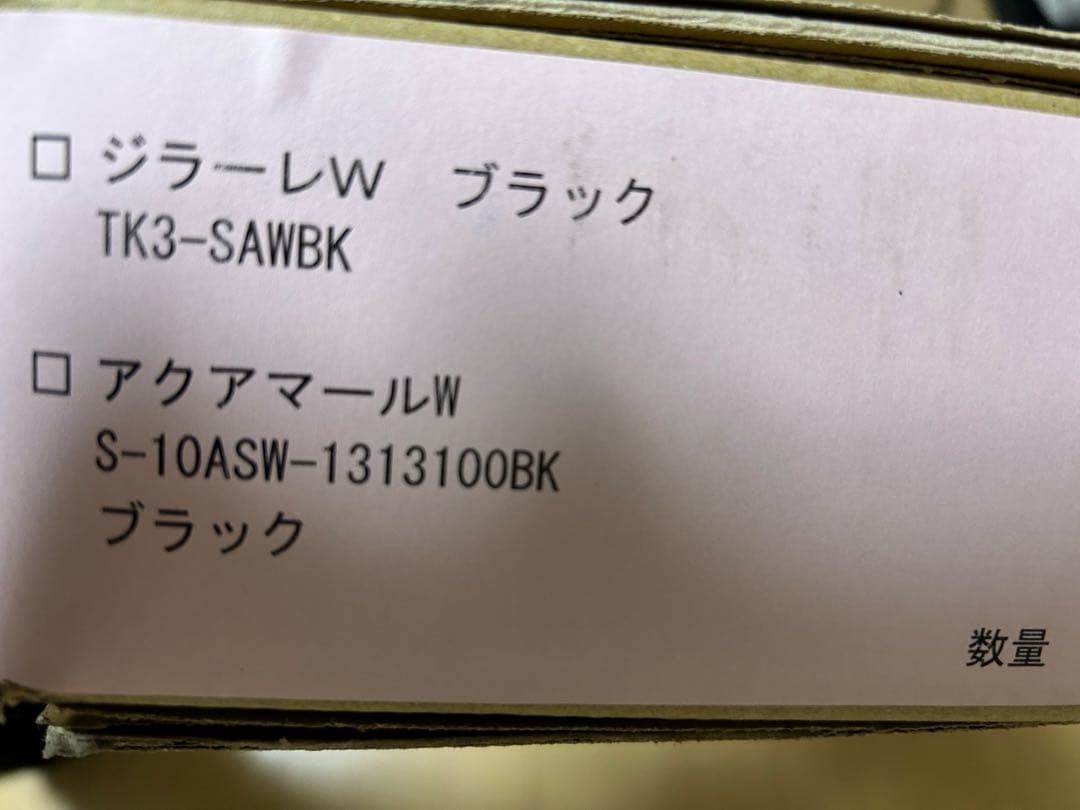 □ ジラーレW ブラック
TK3-SAWBK
□ アクアマールW
S-10ASW-1313100BK
ブラック
数量